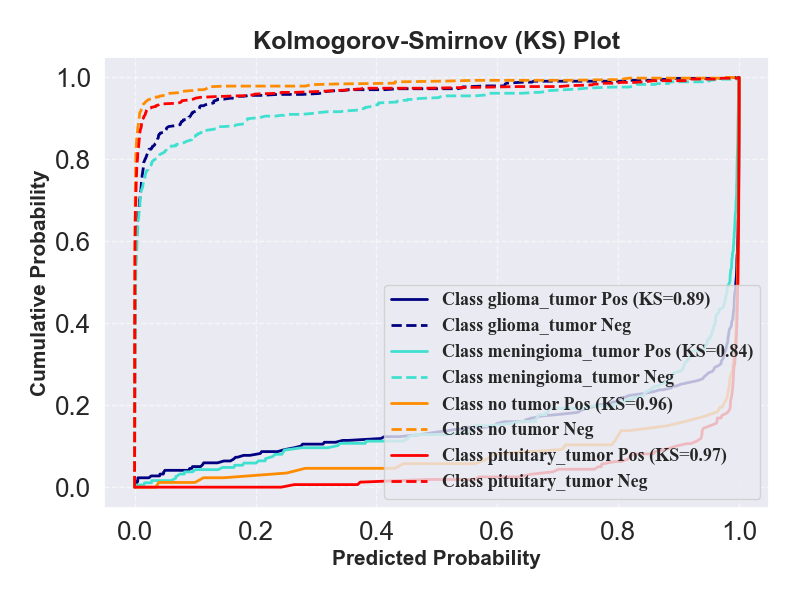 Kolmogorov-Smirnov (KS) Plot
Cumulative Probability
1.0
0.8
0.6
0.4
0.2
0.0
Class glioma_tumor Pos (KS=0.89)
Class glioma_tumor Neg
Class meningioma_tumor Pos (KS=0.84)
Class meningioma_tumor Neg
Class no tumor Pos (KS=0.96)
Class no tumor Neg
Class pituitary_tumor Pos (KS=0.97)
Class pituitary_tumor Neg
0.0 0.2 0.4 0.6 0.8 1.0
Predicted Probability